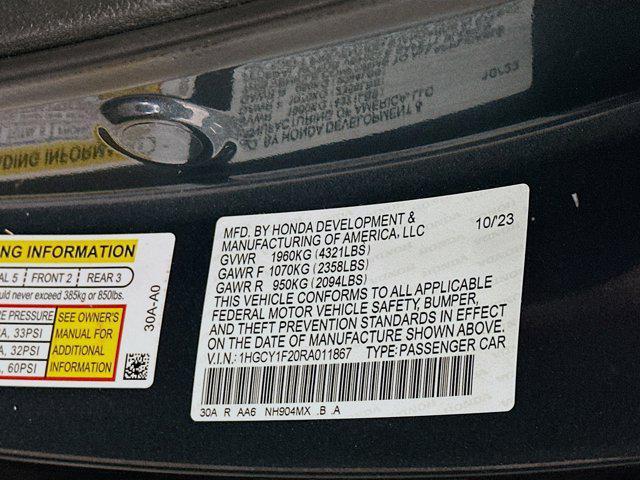 MFD. BY HONDA DEVELOPMENT &
MANUFACTURING OF AMERICA, LLC 10/23
GVWR 1960KG (4321LBS)
GAWR F 1070KG (2358LBS)
GAWR R 950KG (2094LBS)
THIS VEHICLE CONFORMS TO ALL APPLICABLE
FEDERAL MOTOR VEHICLE SAFETY, BUMPER,
AND THEFT PREVENTION STANDARDS IN EFFECT
ON THE DATE OF MANUFACTURE SHOWN ABOVE.
V.I.N.: 1HGCY1F20RA011867 TYPE: PASSENGER CAR
30A R AA6 NH904MX .B .A
NG INFORMATION
AL 5 FRONT 2 REAR 3
uld never exceed 385kg or 850lbs.
E PRESSURE
A, 33PSI
A, 32PSI
A, 60PSI
SEE OWNER'S
MANUAL FOR
ADDITIONAL
INFORMATION
30A-A0